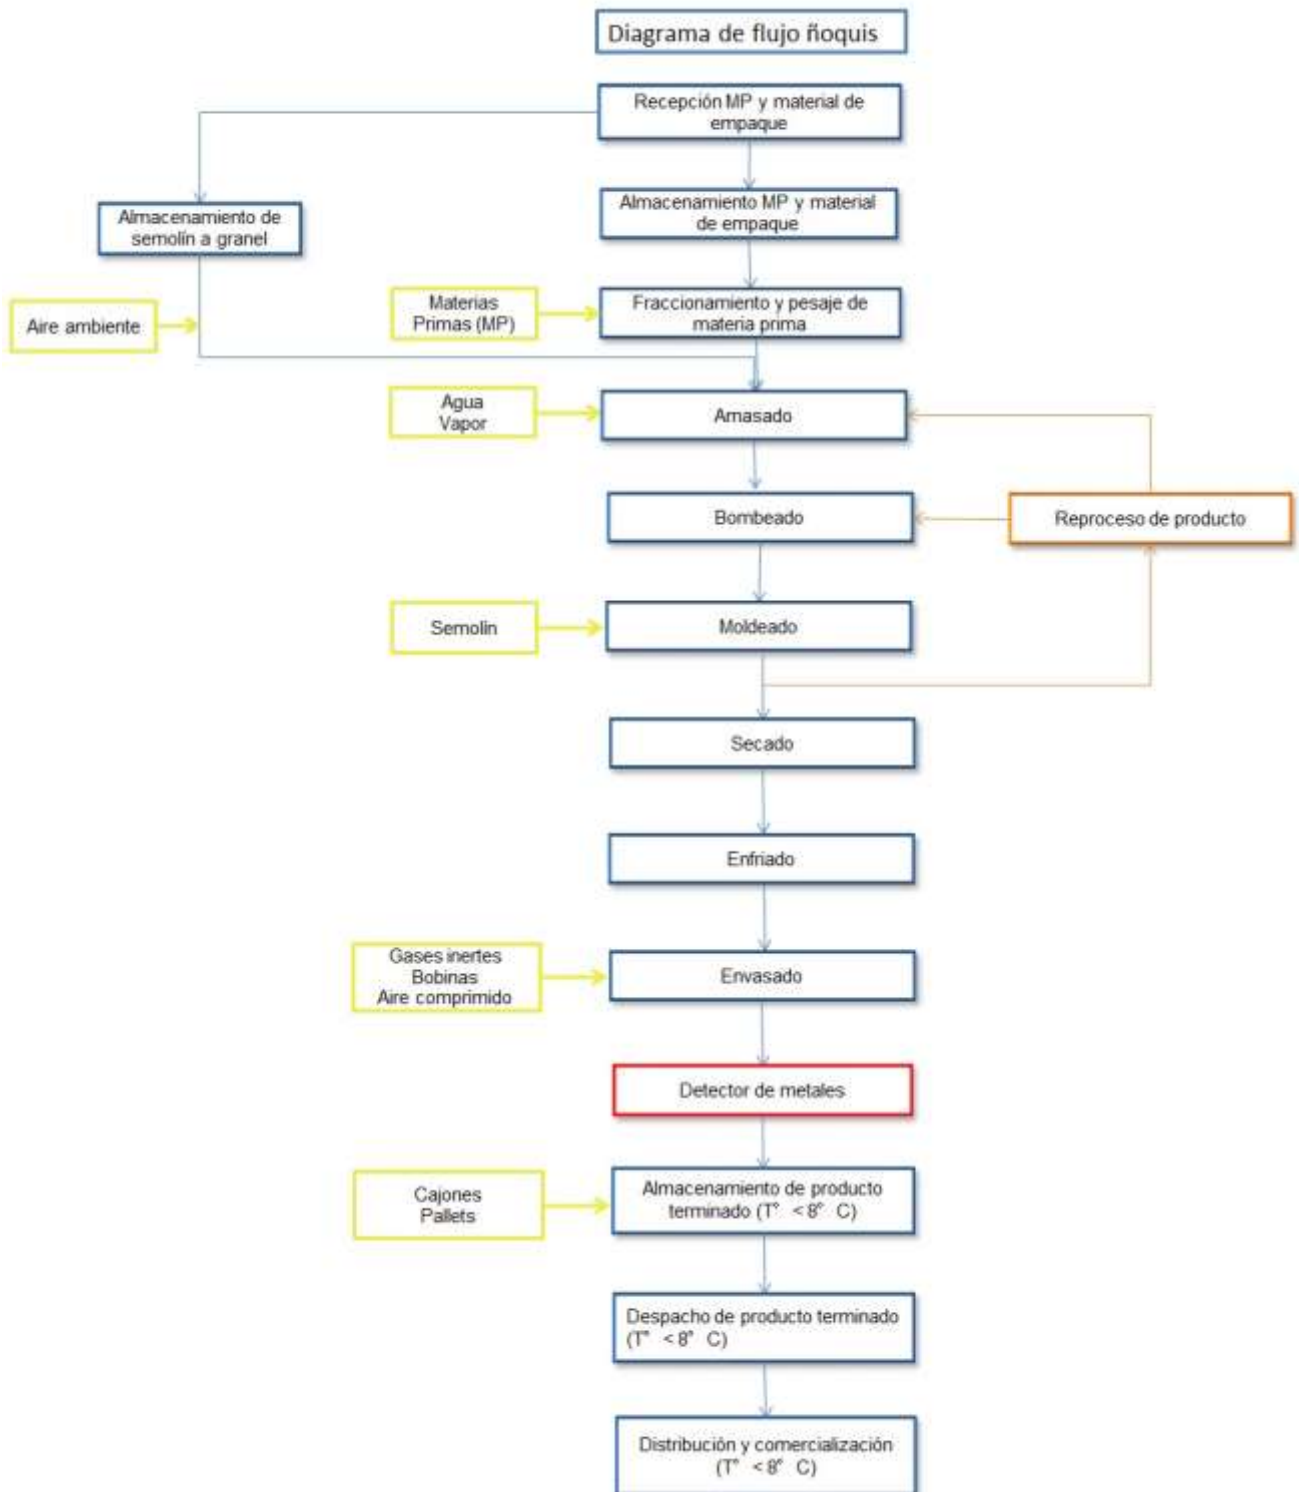 Diagrama de flujo ñoquis
Recepción MP y material de
empaque
Almacenamiento de
semolín a granel
Almacenamiento MP y material
de empaque
Aire ambiente
Materias
Primas (MP)
Fraccionamiento y pesaje de
materia prima
Agua
Vapor
Amasado
Bombeado
Reproceso de producto
Semolín
Moldeado
Secado
Enfriado
Gases inertes
Bobinas
Aire comprimido
Envasado
Detector de metales
Cajones
Pallets
Almacenamiento de producto
terminado (T° <8° C)
Despacho de producto terminado
(T° <8° C)
Distribución y comercialización
(T° <8° C)